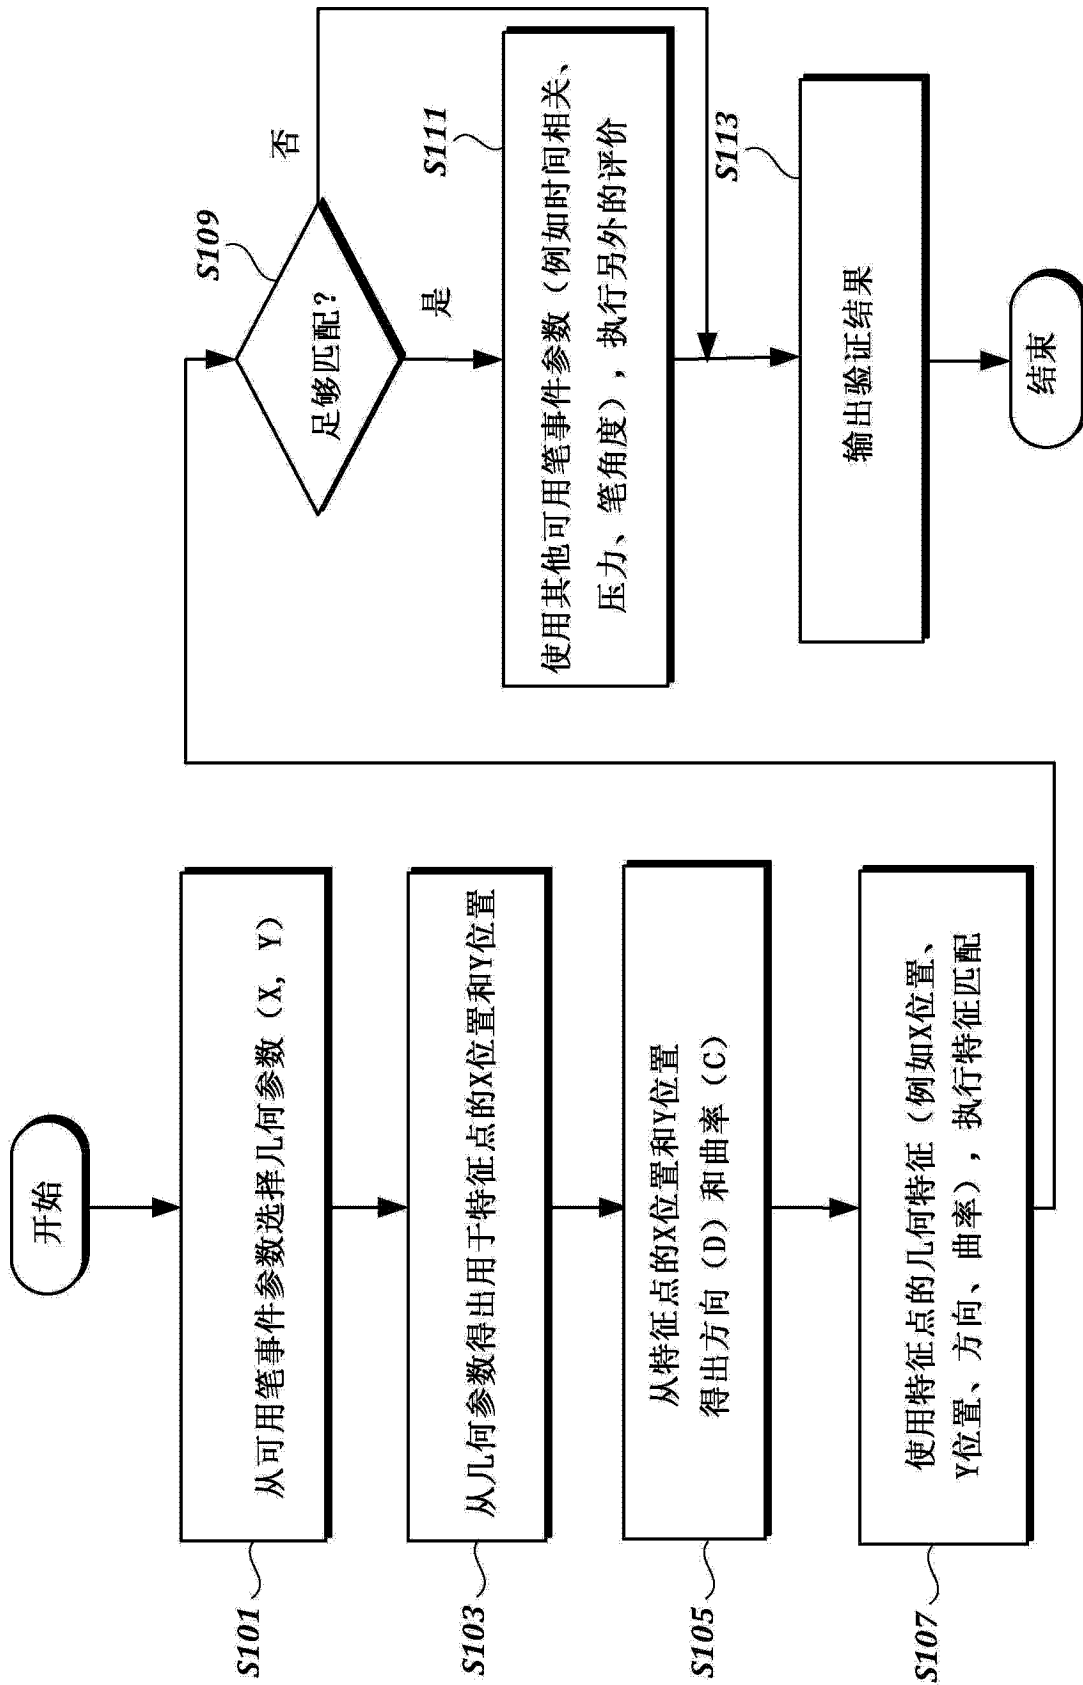 开始
S101
从可用笔事件参数选择几何参数（X, Y）
S103
从几何参数得出用于特征点的X位置和Y位置
S105
从特征点的X位置和Y位置
得出方向（D）和曲率（C）
S107
使用特征点的几何特征（例如X位置、
Y位置、方向、曲率），执行特征匹配
S109
足够匹配?
否
是
S111
使用其他可用笔事件参数（例如时间相关、
压力、笔角度），执行另外的评价
S113
输出验证结果
结束